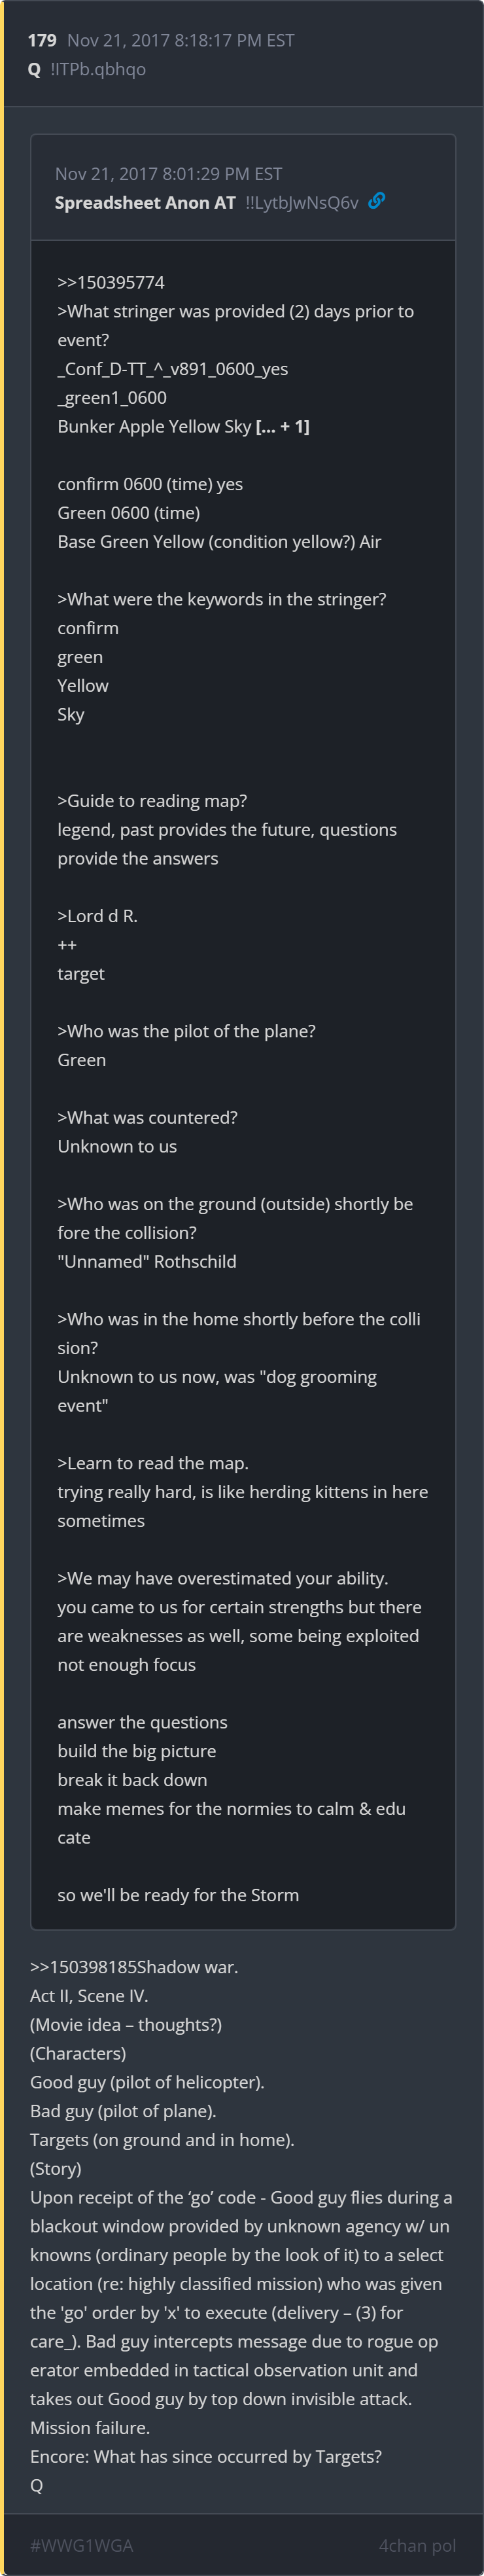 179 Nov 21, 2017 8:18:17 PM EST
Q !ITPb.qbhqo
Nov 21, 2017 8:01:29 PM EST
Spreadsheet Anon AT !!LytbJwNsQ6v
>>150395774
>What stringer was provided (2) days prior to
event?
_Conf_D-TT_^_v891_0600_yes
_green1_0600
Bunker Apple Yellow Sky [... + 1]
confirm 0600 (time) yes
Green 0600 (time)
Base Green Yellow (condition yellow?) Air
>What were the keywords in the stringer?
confirm
green
Yellow
Sky
>Guide to reading map?
legend, past provides the future, questions
provide the answers
>Lord d R.
++
target
>Who was the pilot of the plane?
Green
>What was countered?
Unknown to us
>Who was on the ground (outside) shortly be
fore the collision?
"Unnamed" Rothschild
>Who was in the home shortly before the colli
sion?
Unknown to us now, was "dog grooming
event"
>Learn to read the map.
trying really hard, is like herding kittens in here
sometimes
>We may have overestimated your ability.
you came to us for certain strengths but there
are weaknesses as well, some being exploited
not enough focus
answer the questions
build the big picture
break it back down
make memes for the normies to calm & edu
cate
so we'll be ready for the Storm
>>150398185Shadow war.
Act II, Scene IV.
(Movie idea – thoughts?)
(Characters)
Good guy (pilot of helicopter).
Bad guy (pilot of plane).
Targets (on ground and in home).
(Story)
Upon receipt of the ‘go’ code - Good guy flies during a
blackout window provided by unknown agency w/ un
knowns (ordinary people by the look of it) to a select
location (re: highly classified mission) who was given
the 'go' order by 'x' to execute (delivery – (3) for
care_). Bad guy intercepts message due to rogue op
erator embedded in tactical observation unit and
takes out Good guy by top down invisible attack.
Mission failure.
Encore: What has since occurred by Targets?
Q
#WWG1WGA 4chan pol